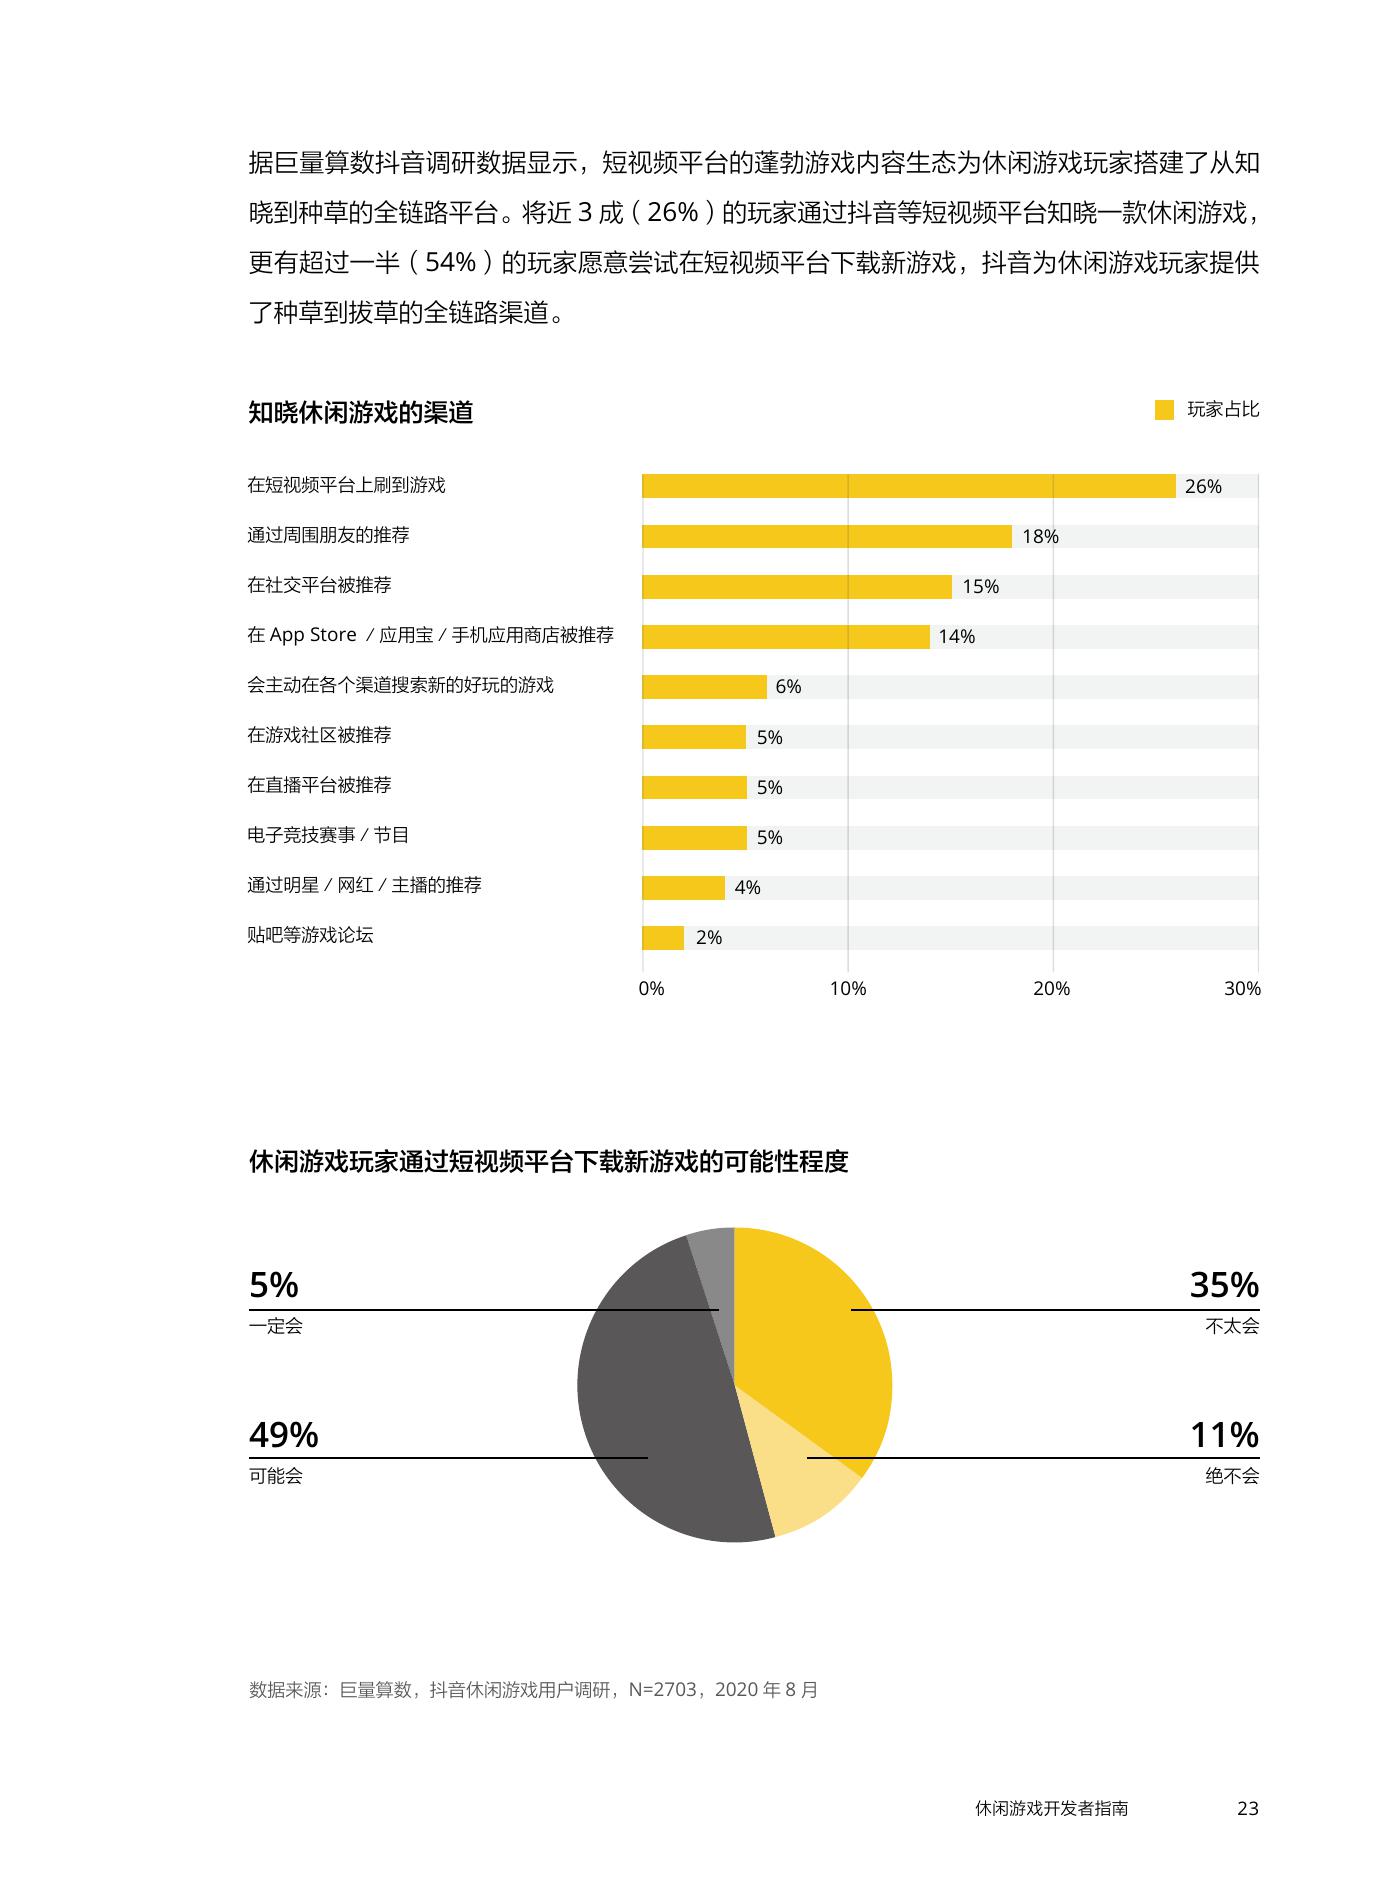 据巨量算数抖音调研数据显示，短视频平台的蓬勃游戏内容生态为休闲游戏玩家搭建了从知
晓到种草的全链路平台。将近 3 成（26%）的玩家通过抖音等短视频平台知晓一款休闲游戏，
更有超过一半（54%）的玩家愿意尝试在短视频平台下载新游戏，抖音为休闲游戏玩家提供
了种草到拔草的全链路渠道。
知晓休闲游戏的渠道
玩家占比
在短视频平台上刷到游戏 26%
通过周围朋友的推荐 18%
在社交平台被推荐 15%
在 App Store / 应用宝 / 手机应用商店被推荐 14%
会主动在各个渠道搜索新的好玩的游戏 6%
在游戏社区被推荐 5%
在直播平台被推荐 5%
电子竞技赛事 / 节目 5%
通过明星 / 网红 / 主播的推荐 4%
贴吧等游戏论坛 2%
0% 10% 20% 30%
休闲游戏玩家通过短视频平台下载新游戏的可能性程度
5%
一定会
35%
不太会
49%
可能会
11%
绝不会
数据来源：巨量算数，抖音休闲游戏用户调研，N=2703，2020 年 8 月
休闲游戏开发者指南 23